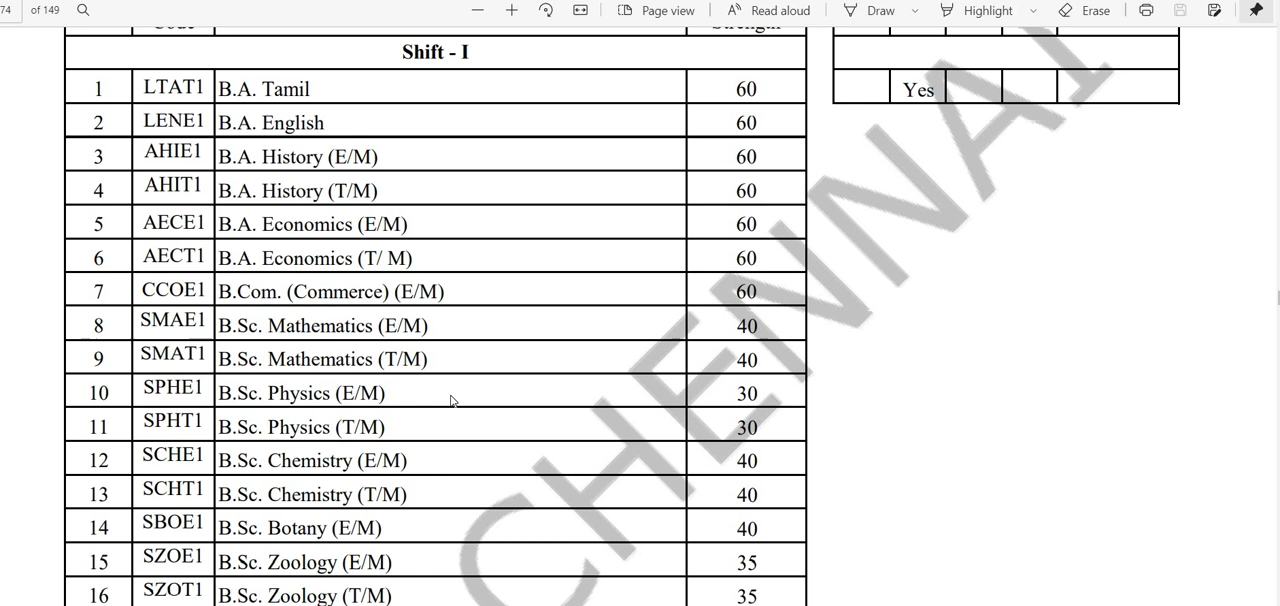 74 of 149 Page view Read aloud Draw Highlight Erase
Shift - I
1 LTAT1 B.A. Tamil 60 Yes
2 LENE1 B.A. English 60
3 AHIE1 B.A. History (E/M) 60
4 AHIT1 B.A. History (T/M) 60
5 AECE1 B.A. Economics (E/M) 60
6 AECT1 B.A. Economics (T/ M) 60
7 CCOE1 B.Com. (Commerce) (E/M) 60
8 SMAE1 B.Sc. Mathematics (E/M) 40
9 SMAT1 B.Sc. Mathematics (T/M) 40
10 SPHE1 B.Sc. Physics (E/M) 30
11 SPHT1 B.Sc. Physics (T/M) 30
12 SCHE1 B.Sc. Chemistry (E/M) 40
13 SCHT1 B.Sc. Chemistry (T/M) 40
14 SBOE1 B.Sc. Botany (E/M) 40
15 SZOE1 B.Sc. Zoology (E/M) 35
16 SZOT1 B.Sc. Zoology (T/M) 35
CHENNAI